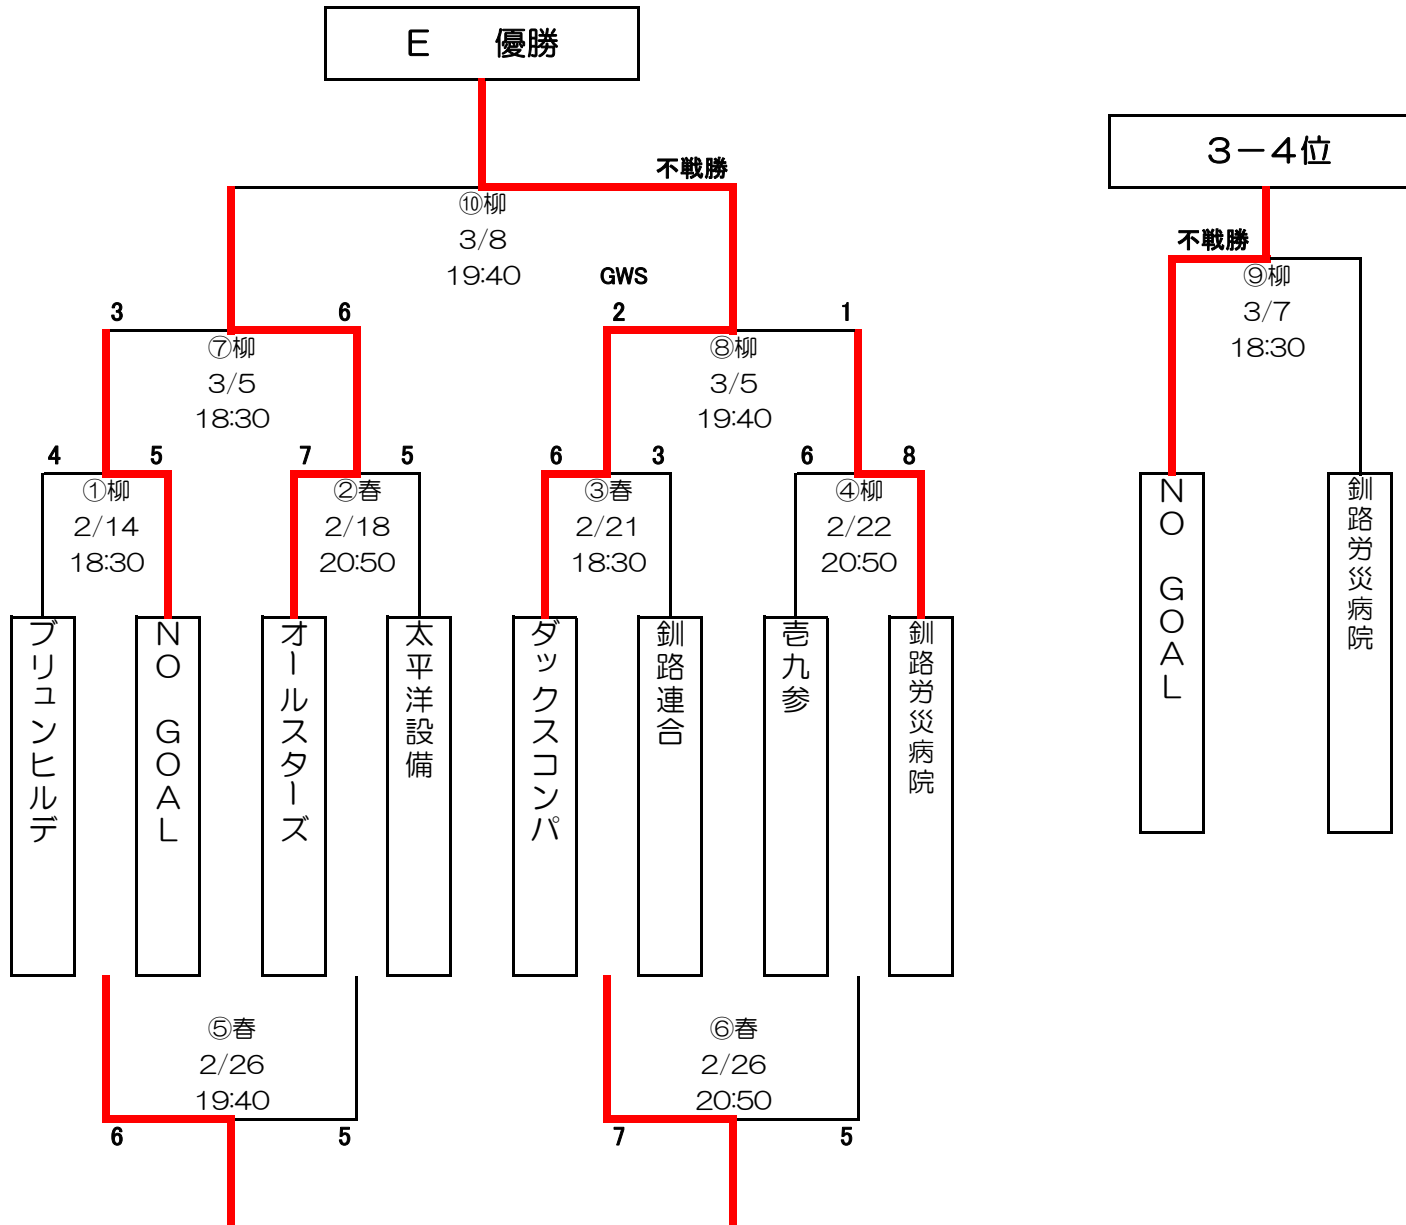 E 優勝
3－4位
不戦勝
⑩柳
3/8
19:40
不戦勝
⑨柳
3/7
18:30
GWS
3 6
2 1
⑦柳
3/5
18:30
⑧柳
3/5
19:40
4 5
7 5
6 3
6 8
①柳
2/14
18:30
②春
2/18
20:50
③春
2/21
18:30
④柳
2/22
20:50
ブリュンヒルデ
NO GOAL
オールスターズ
太平洋設備
ダックスコンパ
釧路連合
壱九参
釧路労災病院
NO GOAL
釧路労災病院
⑤春
2/26
19:40
6 5
⑥春
2/26
20:50
7 5